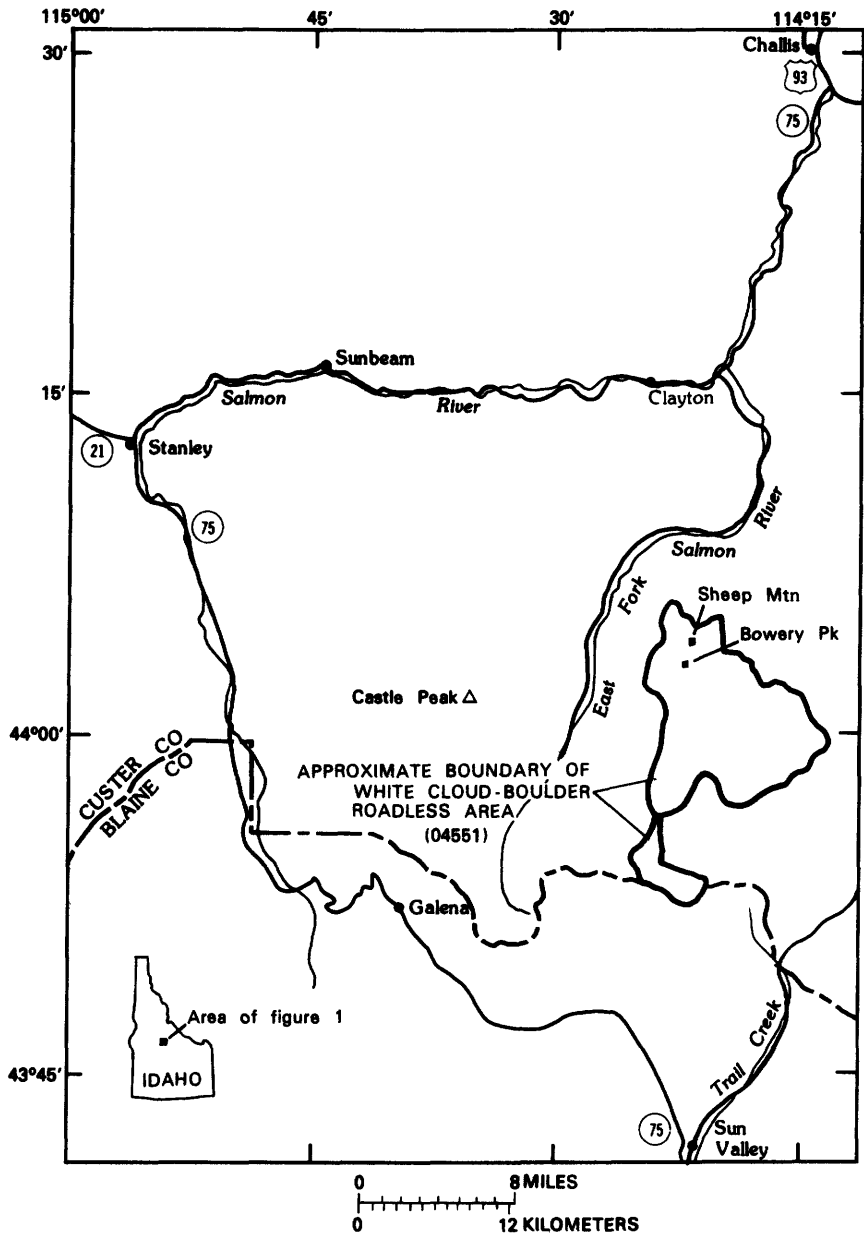 115°00′ 45′ 30′ 114°15′
30′
Challis
93
75
Sunbeam
15′
Salmon
River
Clayton
21
Stanley
75
River
Salmon
Fork
Sheep Mtn
Bowery Pk
East
Castle Peak
44°00′
CUSTER CO
BLAINE CO
APPROXIMATE BOUNDARY OF
WHITE CLOUD-BOULDER
ROADLESS AREA
(04551)
Galena
Area of figure 1
IDAHO
43°45′
Trail Creek
75
Sun
Valley
0 8 MILES
0 12 KILOMETERS